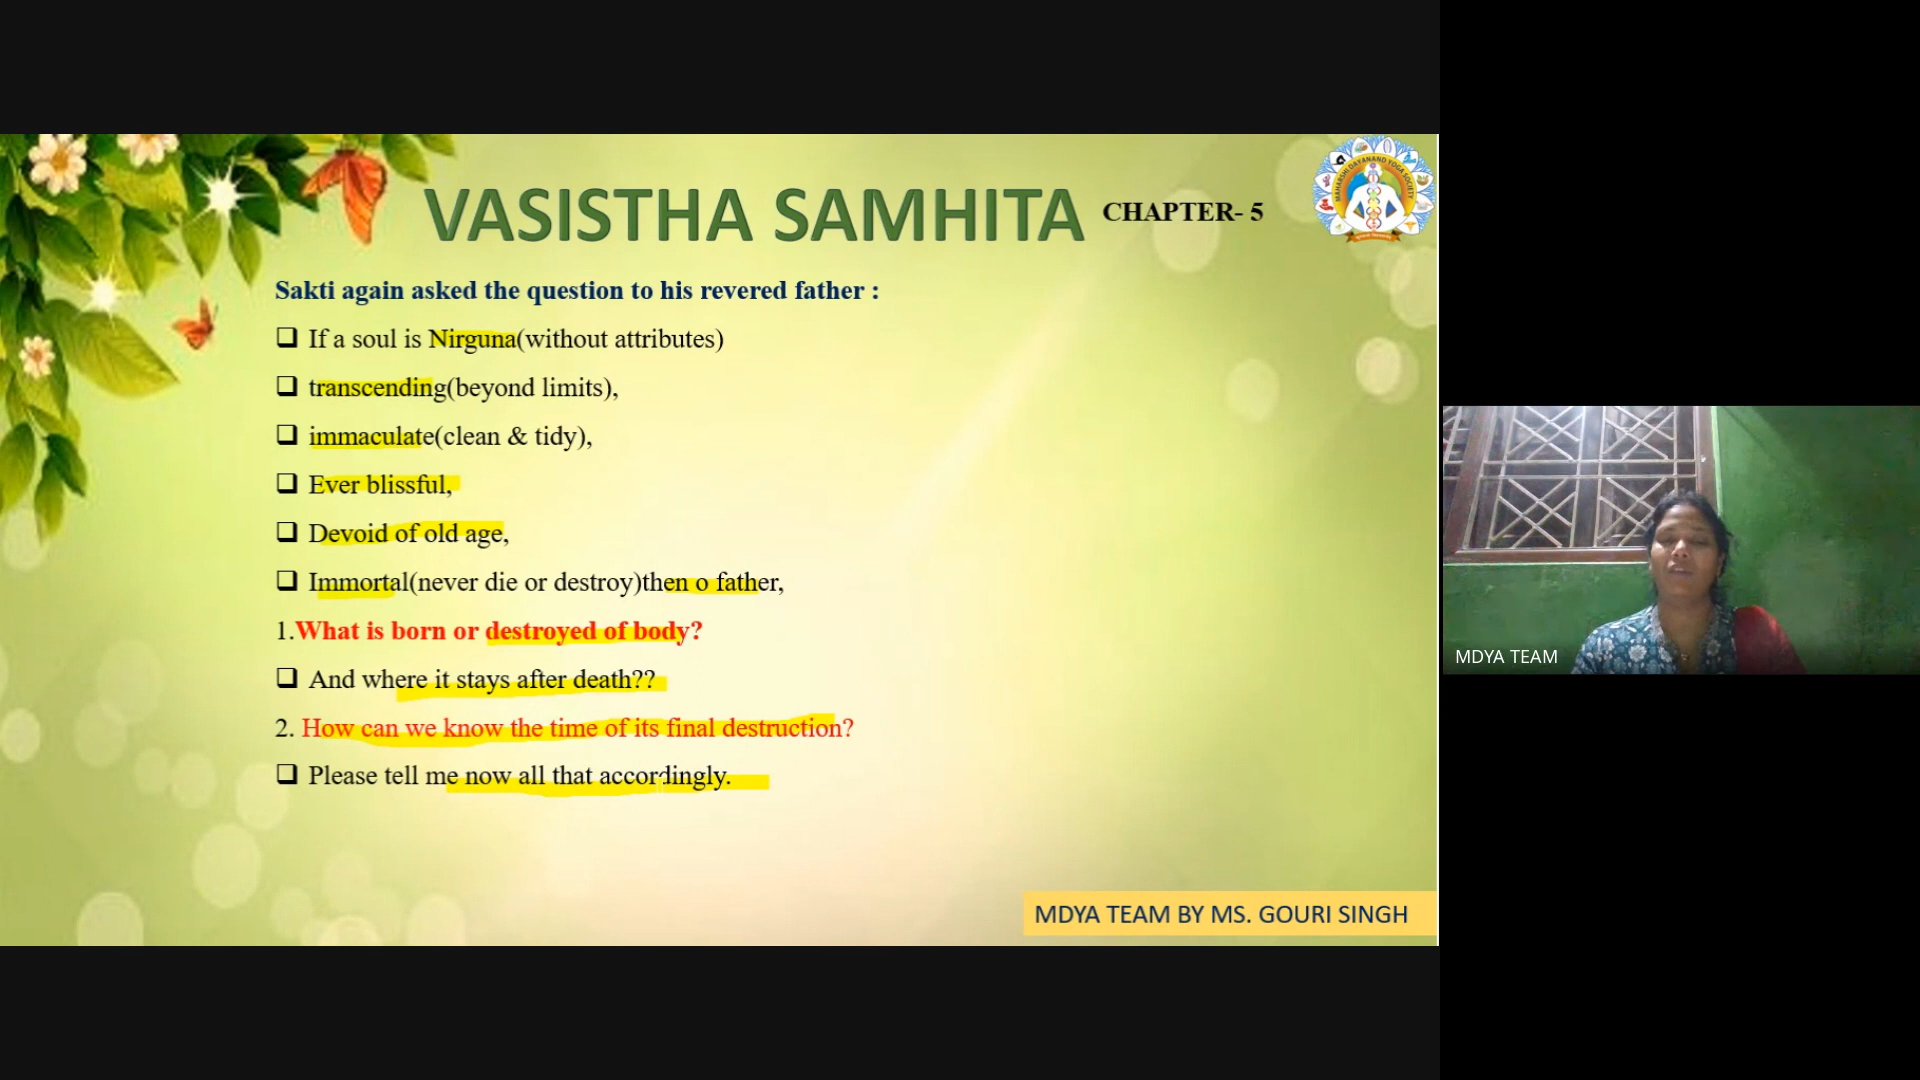 VASISTHA SAMHITA CHAPTER- 5
MAHARSHI DAYANAND YOGA SOCIETY
Sakti again asked the question to his revered father :
❑ If a soul is Nirguna(without attributes)
❑ transcending(beyond limits),
❑ immaculate(clean & tidy),
❑ Ever blissful,
❑ Devoid of old age,
❑ Immortal(never die or destroy)then o father,
1.What is born or destroyed of body?
❑ And where it stays after death??
2. How can we know the time of its final destruction?
❑ Please tell me now all that accordingly.
MDYA TEAM BY MS. GOURI SINGH
MDYA TEAM